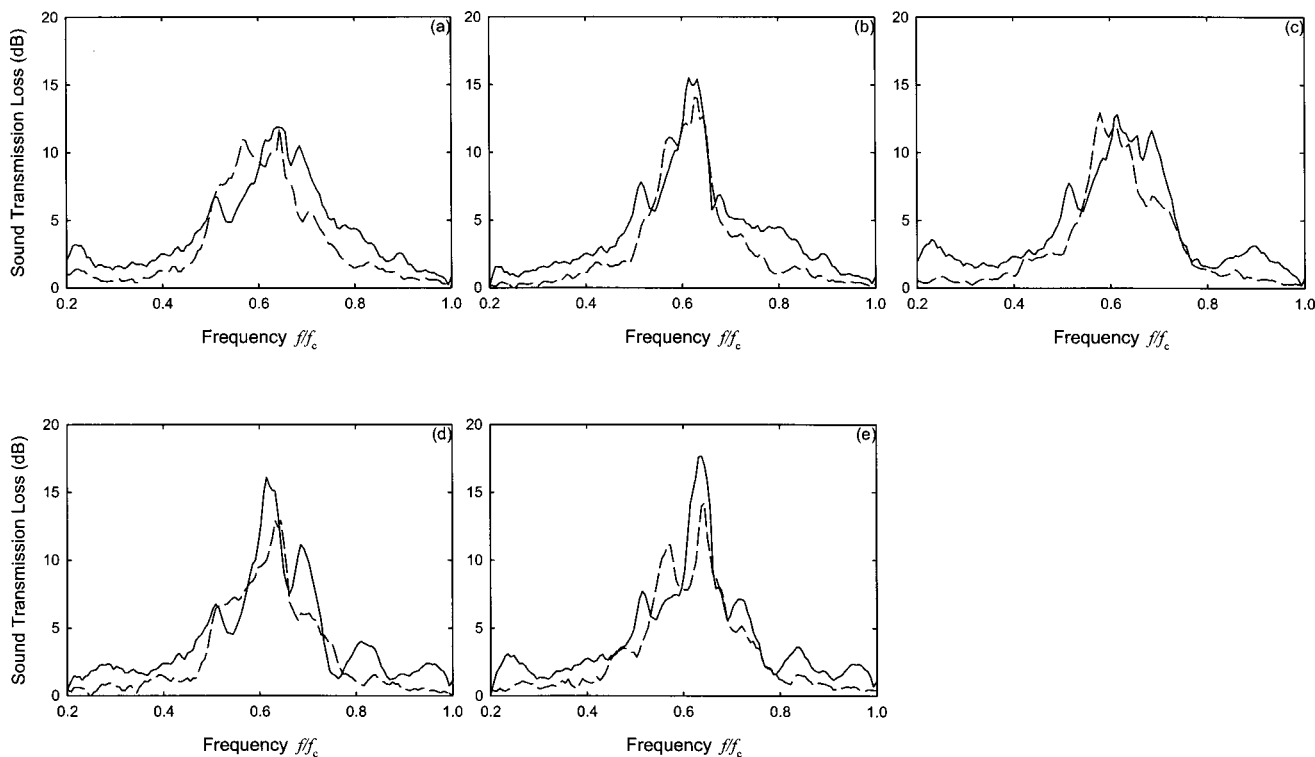 20 (a) 20 (b) 20 (c)
15 15 15
10 10 10
5 5 5
0 0 0
0.2 0.4 0.6 0.8 1.0 0.2 0.4 0.6 0.8 1.0 0.2 0.4 0.6 0.8 1.0
Sound Transmission Loss (dB)
Frequency f/fc Frequency f/fc Frequency f/fc
20 (d) 20 (e)
15 15
10 10
5 5
0 0
0.2 0.4 0.6 0.8 1.0 0.2 0.4 0.6 0.8 1.0
Sound Transmission Loss (dB)
Frequency f/fc Frequency f/fc